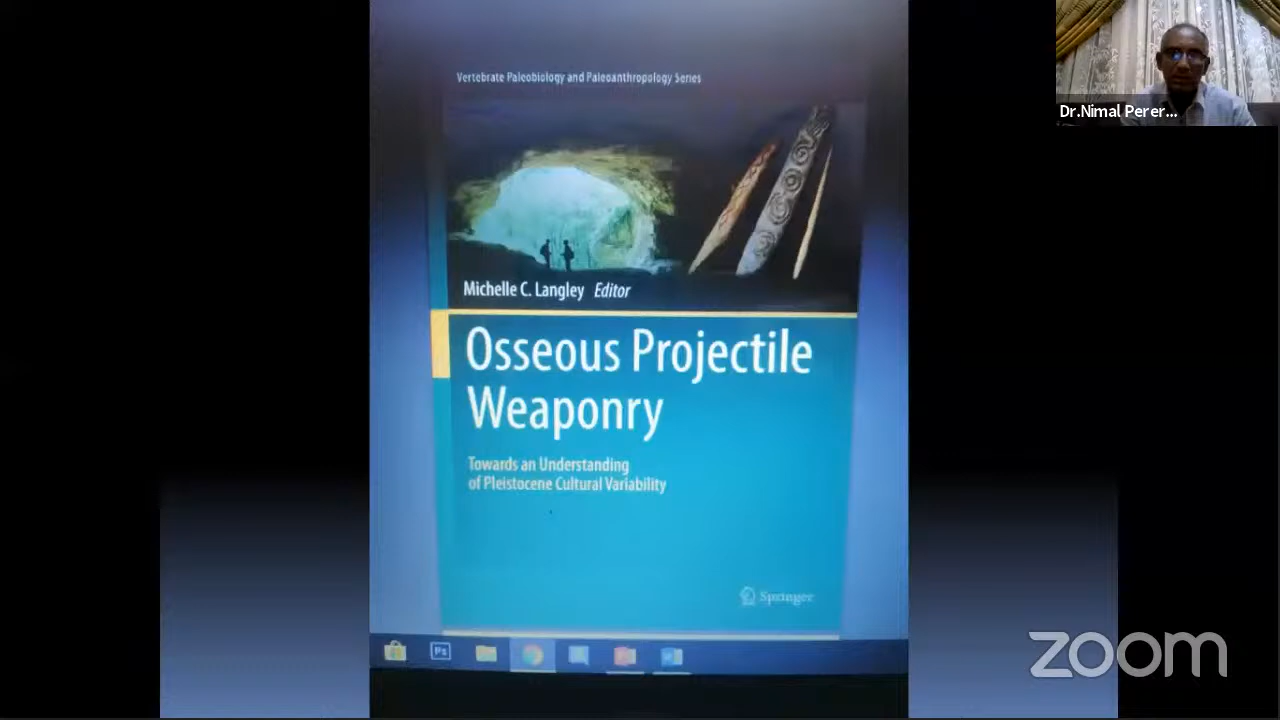 Vertebrate Paleobiology and Paleoanthropology Series
Michelle C. Langley Editor
Osseous Projectile
Weaponry
Towards an Understanding
of Pleistocene Cultural Variability
Springer
Ps
Dr.Nimal Perer...
zoom